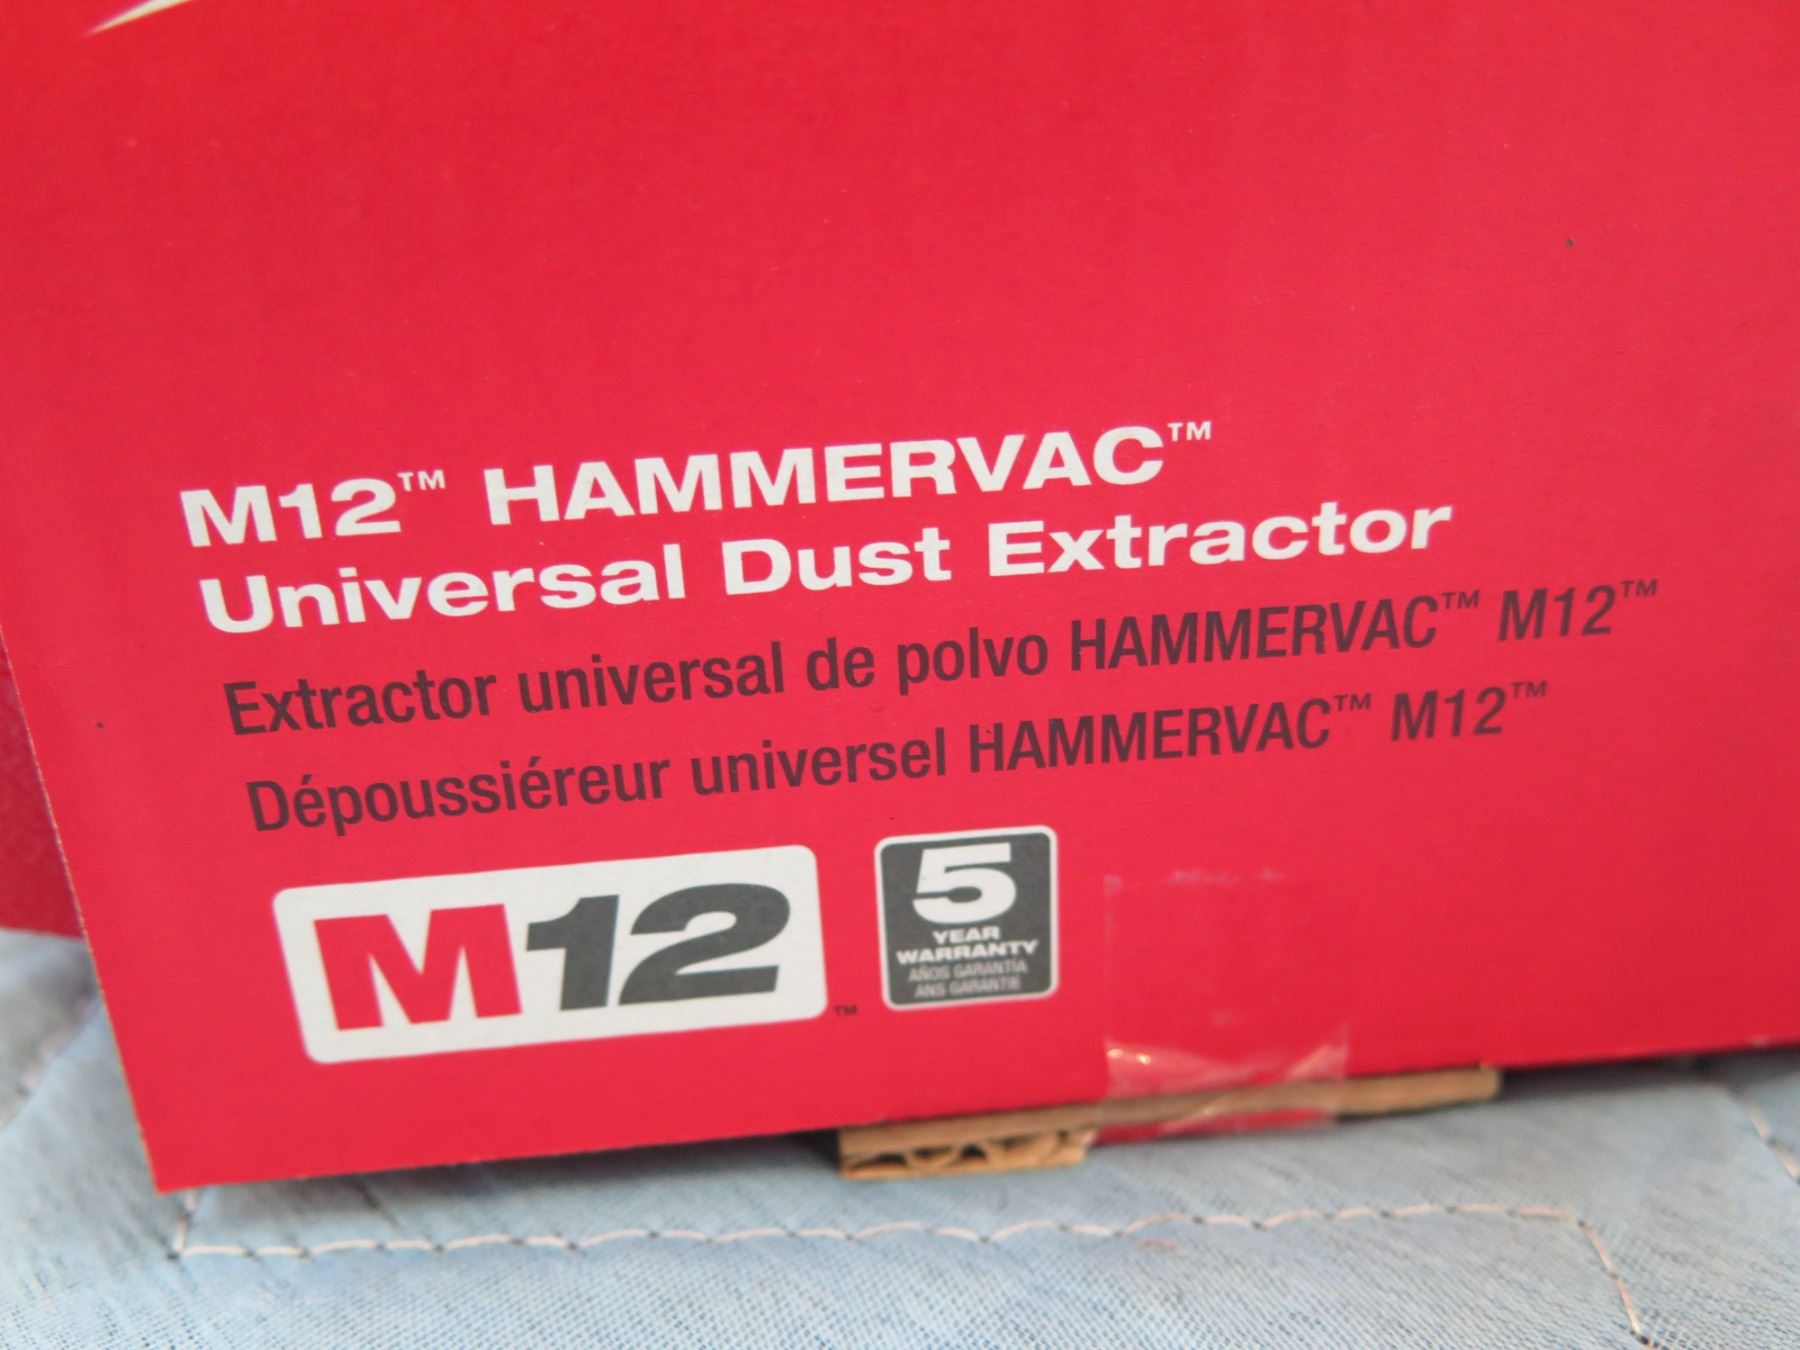 M12™ HAMMERVAC™
Universal Dust Extractor
Extractor universal de polvo HAMMERVAC™ M12™
Dépoussiéreur universel HAMMERVAC™ M12™
M12™
5
YEAR
WARRANTY
AÑOS GARANTÍA
ANS GARANTIE